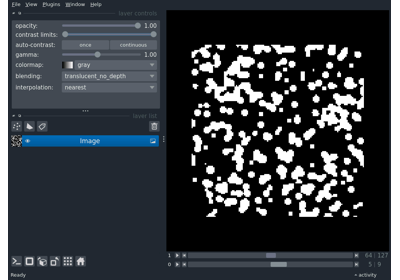 File View Plugins Window Help
layer controls
opacity: 1.00
contrast limits:
auto-contrast: once continuous
gamma: 1.00
colormap: gray
blending: translucent_no_depth
interpolation: nearest
layer list
Image
1 64 127
0 5 9
Ready activity